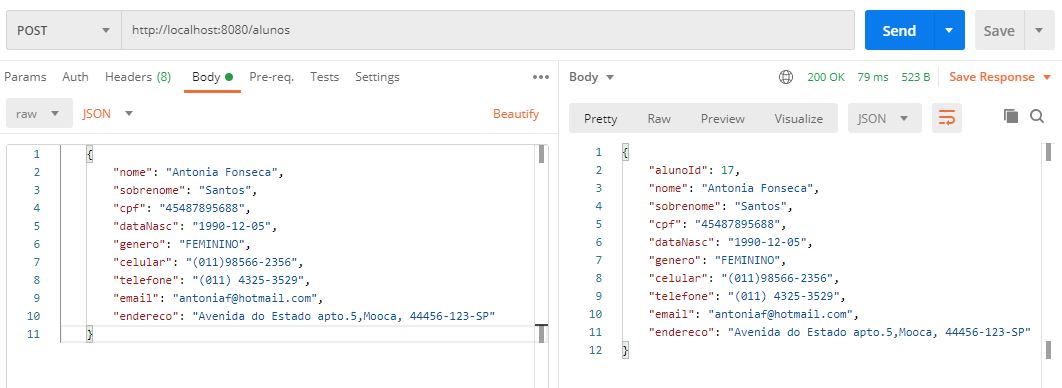 POST http://localhost:8080/alunos Send Save
Params Auth Headers (8) Body Pre-req. Tests Settings
raw JSON Beautify
1 {
2 "nome": "Antonia Fonseca",
3 "sobrenome": "Santos",
4 "cpf": "45487895688",
5 "dataNasc": "1990-12-05",
6 "genero": "FEMININO",
7 "celular": "(011)98566-2356",
8 "telefone": "(011) 4325-3529",
9 "email": "antoniaf@hotmail.com",
10 "endereco": "Avenida do Estado apto.5,Mooca, 44456-123-SP"
11 }
Body 200 OK 79 ms 523 B Save Response
Pretty Raw Preview Visualize JSON
1 {
2 "alunoId": 17,
3 "nome": "Antonia Fonseca",
4 "sobrenome": "Santos",
5 "cpf": "45487895688",
6 "dataNasc": "1990-12-05",
7 "genero": "FEMININO",
8 "celular": "(011)98566-2356",
9 "telefone": "(011) 4325-3529",
10 "email": "antoniaf@hotmail.com",
11 "endereco": "Avenida do Estado apto.5,Mooca, 44456-123-SP"
12 }